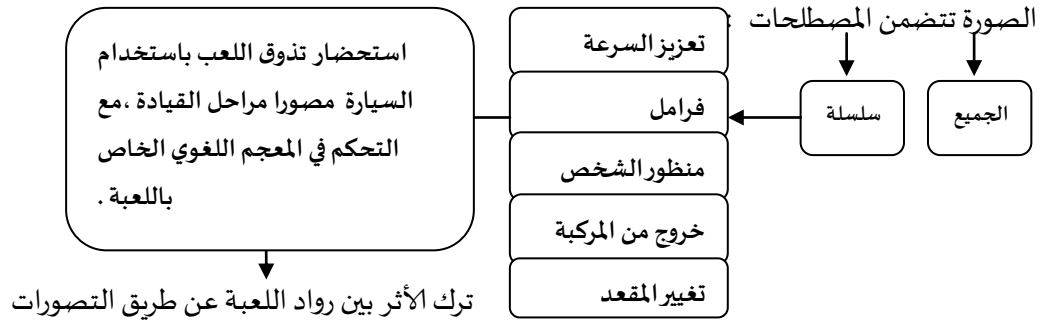 الصورة تتضمن المصطلحات :
الجميع
سلسلة
تعزيز السرعة
فرامل
منظور الشخص
خروج من المركبة
تغيير المقعد
استحضار تذوق اللعب باستخدام
السيارة مصورا مراحل القيادة ،مع
التحكم في المعجم اللغوي الخاص
باللعبة .
ترك الأثر بين رواد اللعبة عن طريق التصورات